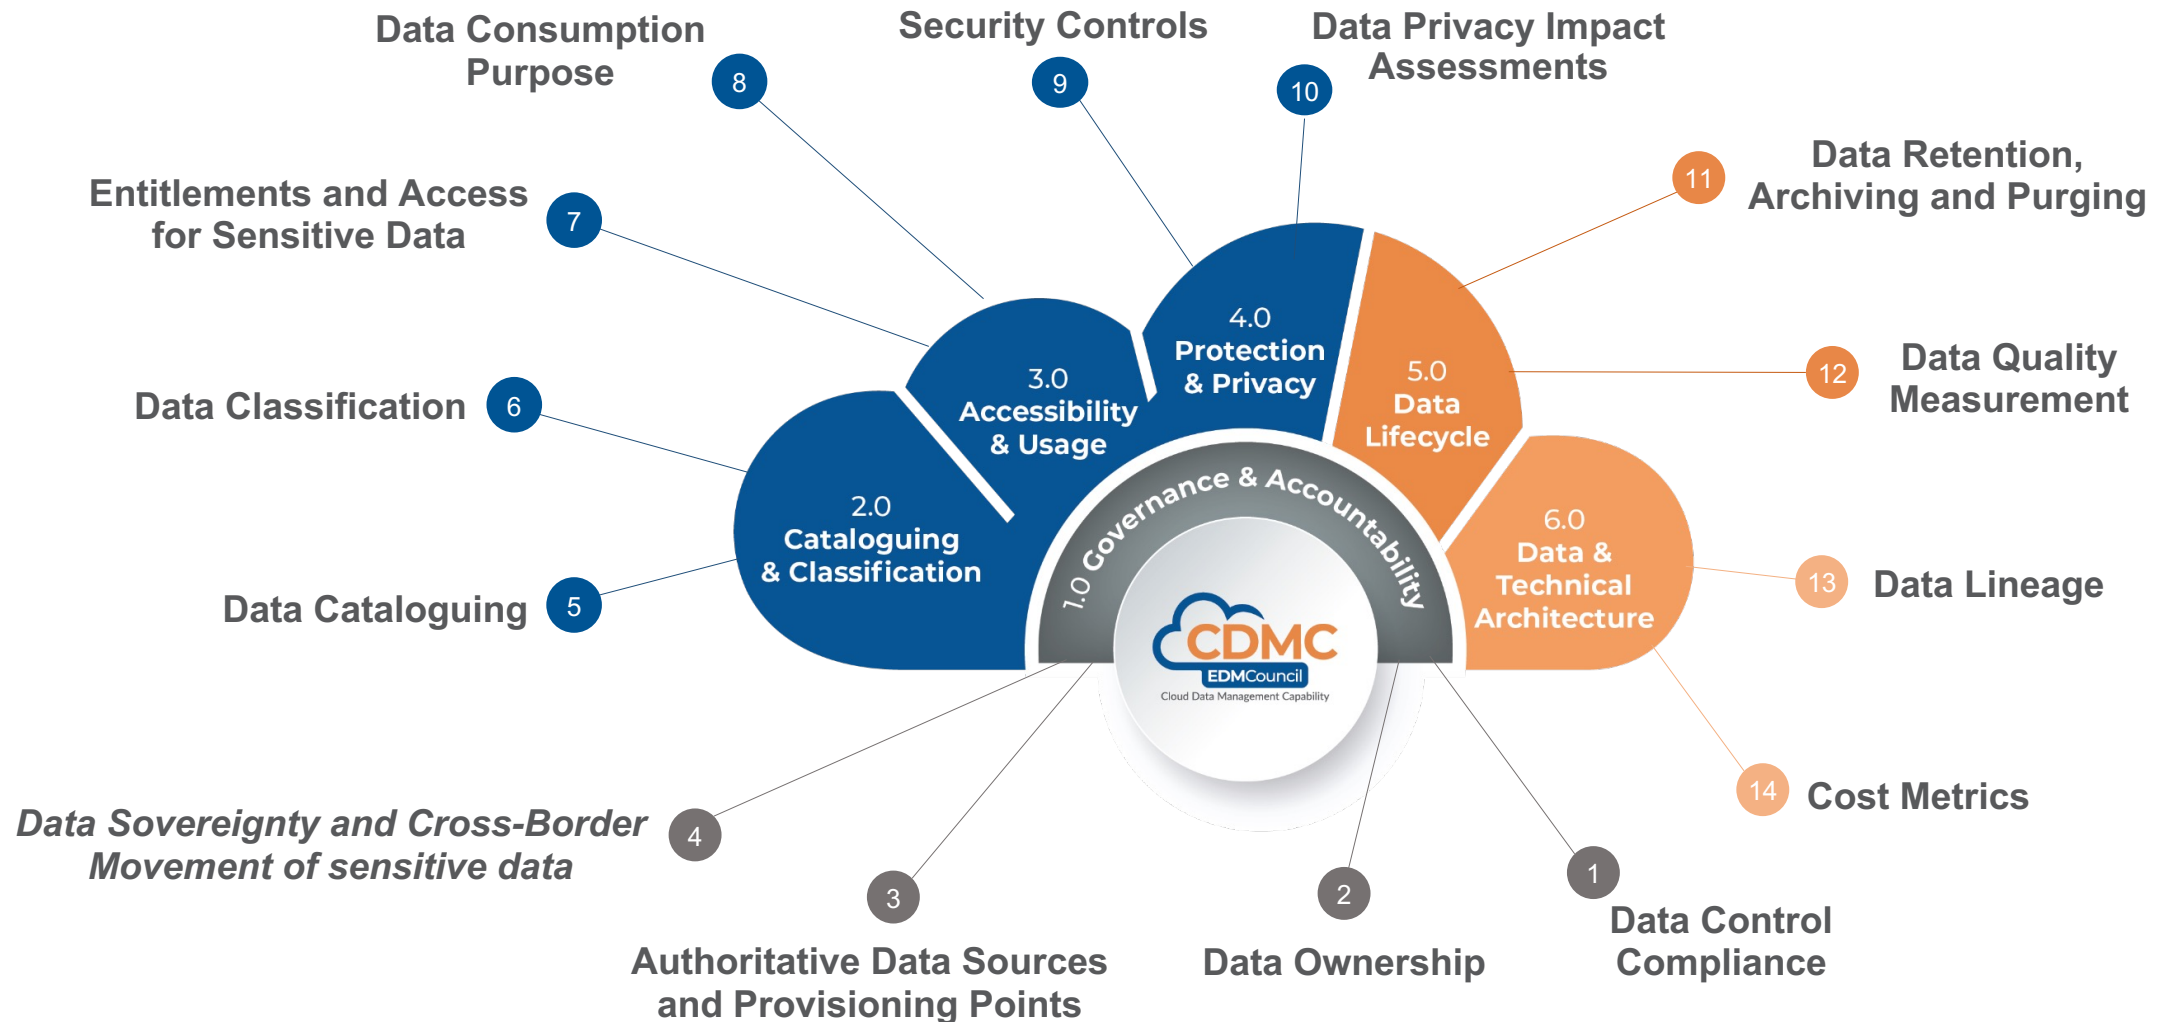 Data Consumption
Purpose
8
Security Controls
9
Data Privacy Impact
Assessments
10
Entitlements and Access
for Sensitive Data
7
11
Data Retention,
Archiving and Purging
Data Classification
6
12
Data Quality
Measurement
Data Cataloguing
5
13
Data Lineage
14
Cost Metrics
2.0
Cataloguing
& Classification
3.0
Accessibility
& Usage
4.0
Protection
& Privacy
5.0
Data
Lifecycle
6.0
Data &
Technical
Architecture
1.0 Governance & Accountability
CDMC
EDMCouncil
Cloud Data Management Capability
Data Sovereignty and Cross-Border
Movement of sensitive data
4
3
Authoritative Data Sources
and Provisioning Points
2
Data Ownership
1
Data Control
Compliance